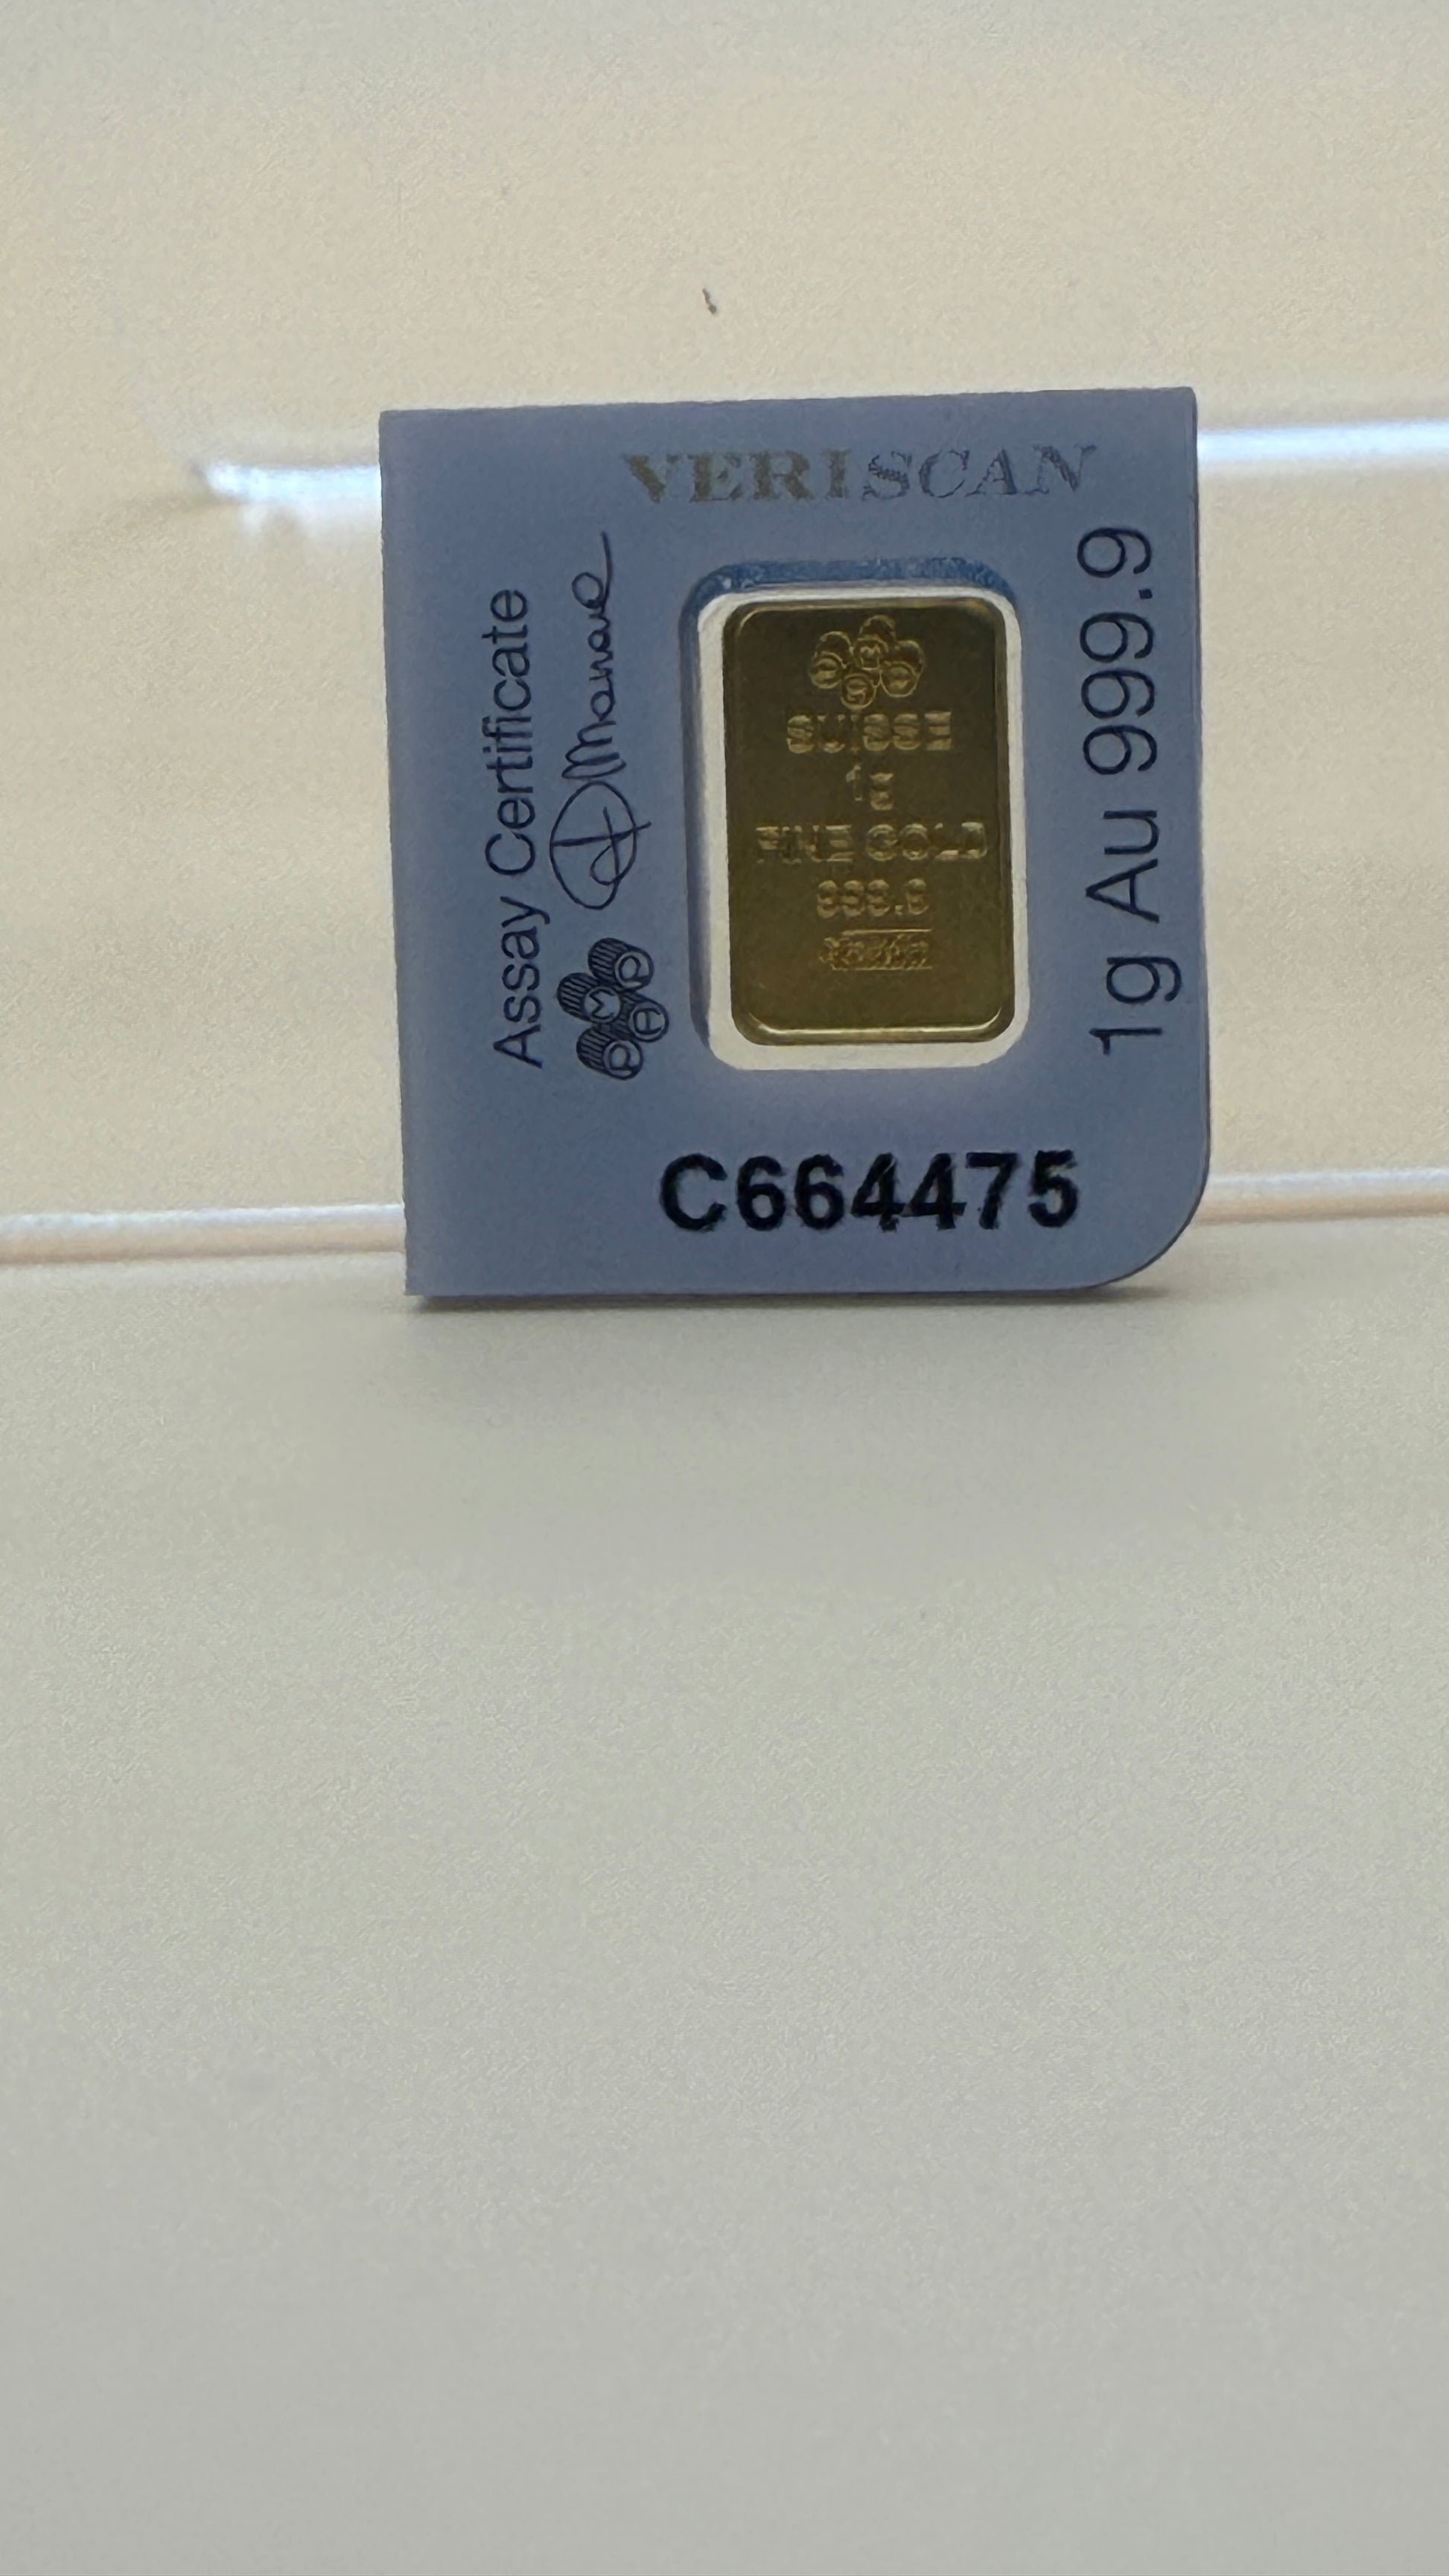 VERISCAN
Assay Certificate
SUISSE
1g
FINE GOLD
999.9
1g Au 999.9
C664475